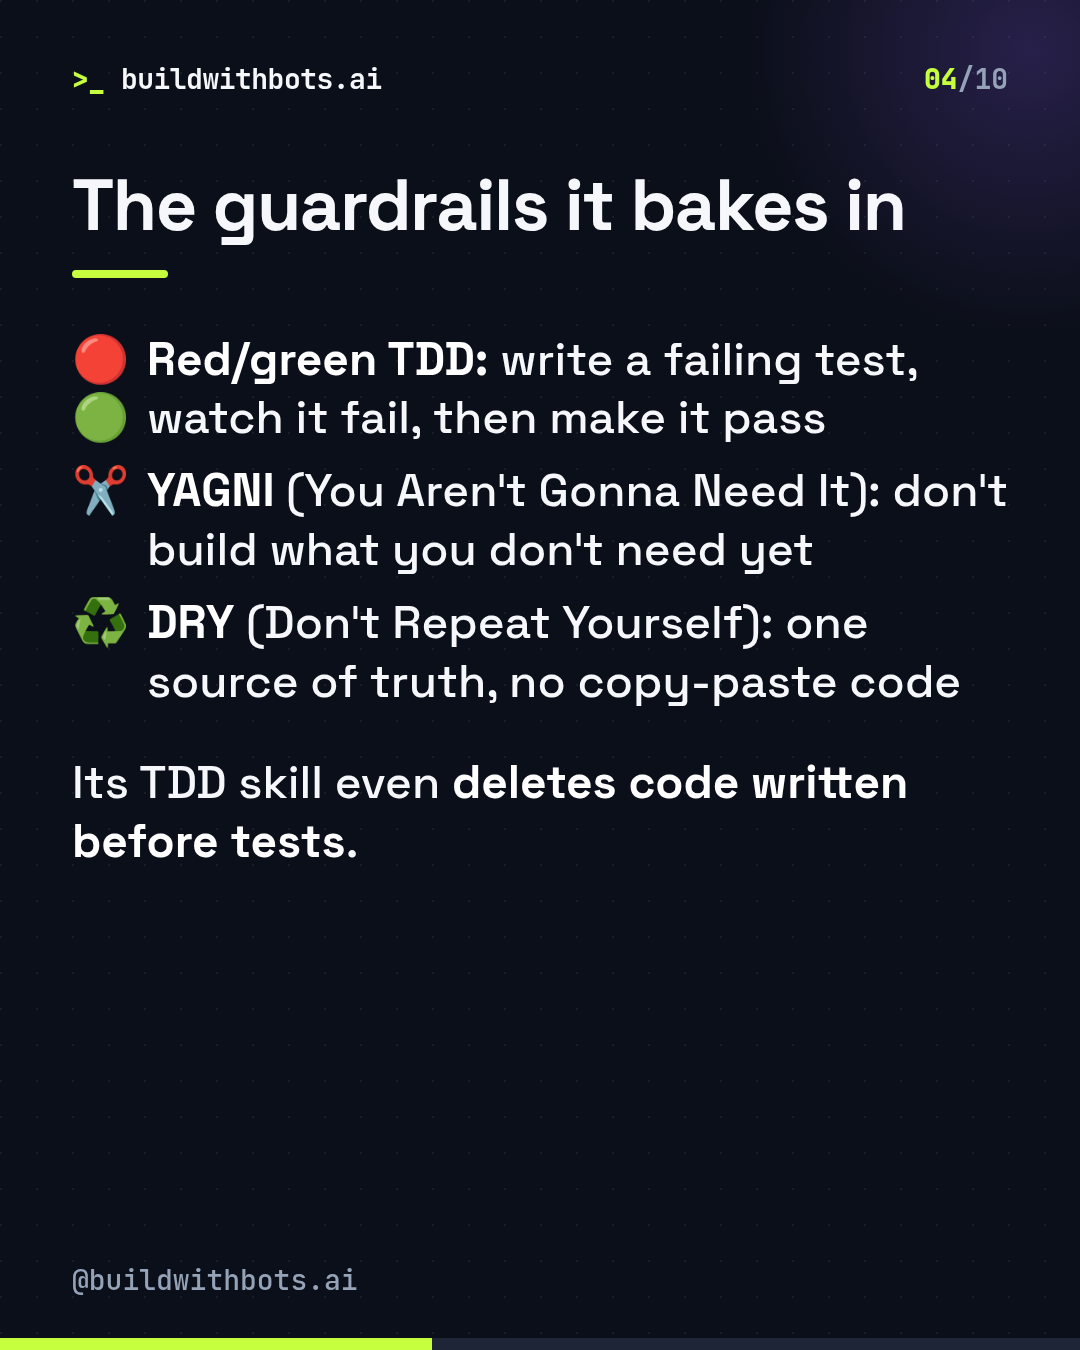 >_ buildwithbots.ai
04/10
The guardrails it bakes in
🔴 Red/green TDD: write a failing test,
🟢 watch it fail, then make it pass
✂️ YAGNI (You Aren't Gonna Need It): don't
build what you don't need yet
♻️ DRY (Don't Repeat Yourself): one
source of truth, no copy-paste code
Its TDD skill even deletes code written
before tests.
@buildwithbots.ai